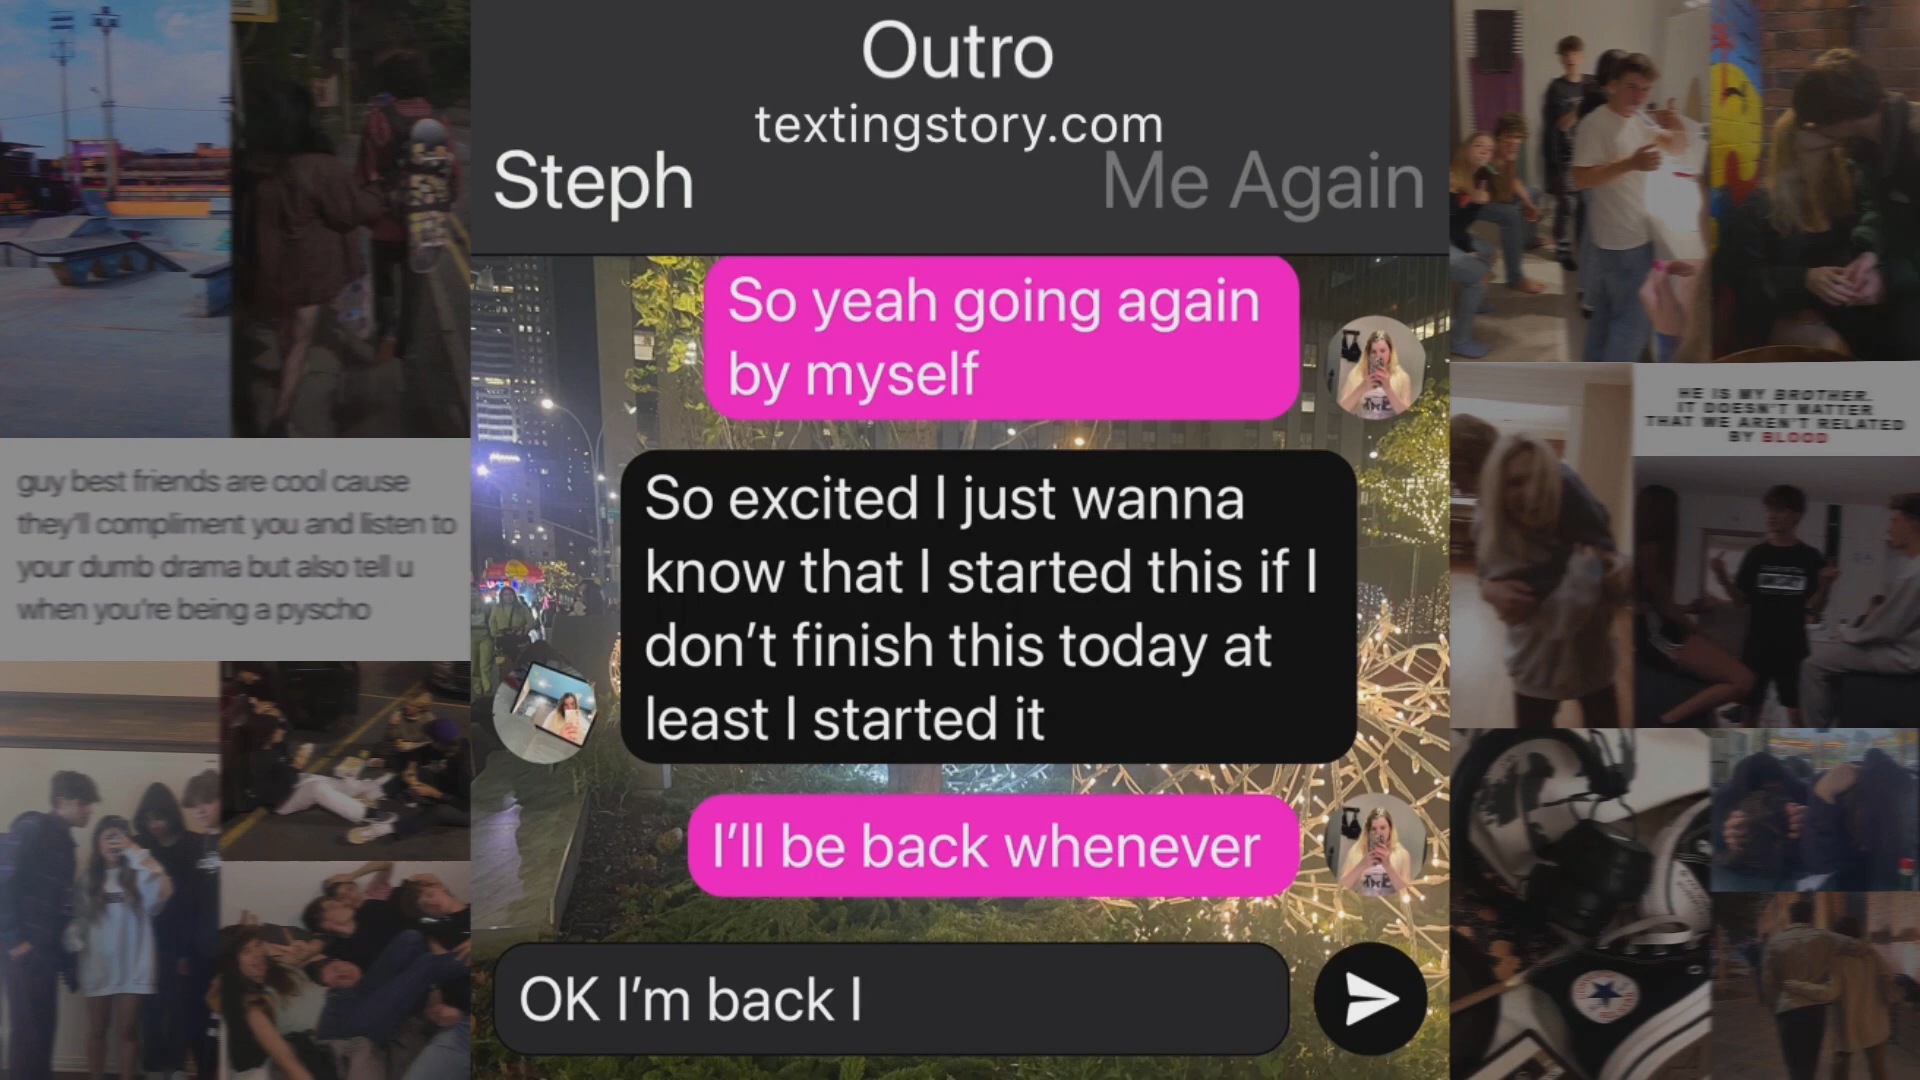 Outro
textingstory.com
Steph
Me Again
So yeah going again
by myself
So excited I just wanna
know that I started this if I
don't finish this today at
least I started it
I'll be back whenever
OK I'm back I
guy best friends are cool cause
they'll compliment you and listen to
your dumb drama but also tell u
when you're being a pyscho
HE IS MY BROTHER.
IT DOESN'T MATTER
THAT WE AREN'T RELATED
BY BLOOD